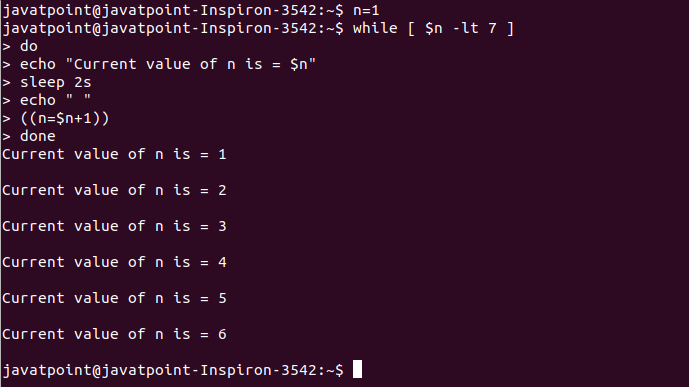 javatpoint@javatpoint-Inspiron-3542:~$ n=1
javatpoint@javatpoint-Inspiron-3542:~$ while [ $n -lt 7 ]
> do
> echo "Current value of n is = $n"
> sleep 2s
> echo " "
> ((n=$n+1))
> done
Current value of n is = 1
Current value of n is = 2
Current value of n is = 3
Current value of n is = 4
Current value of n is = 5
Current value of n is = 6
javatpoint@javatpoint-Inspiron-3542:~$